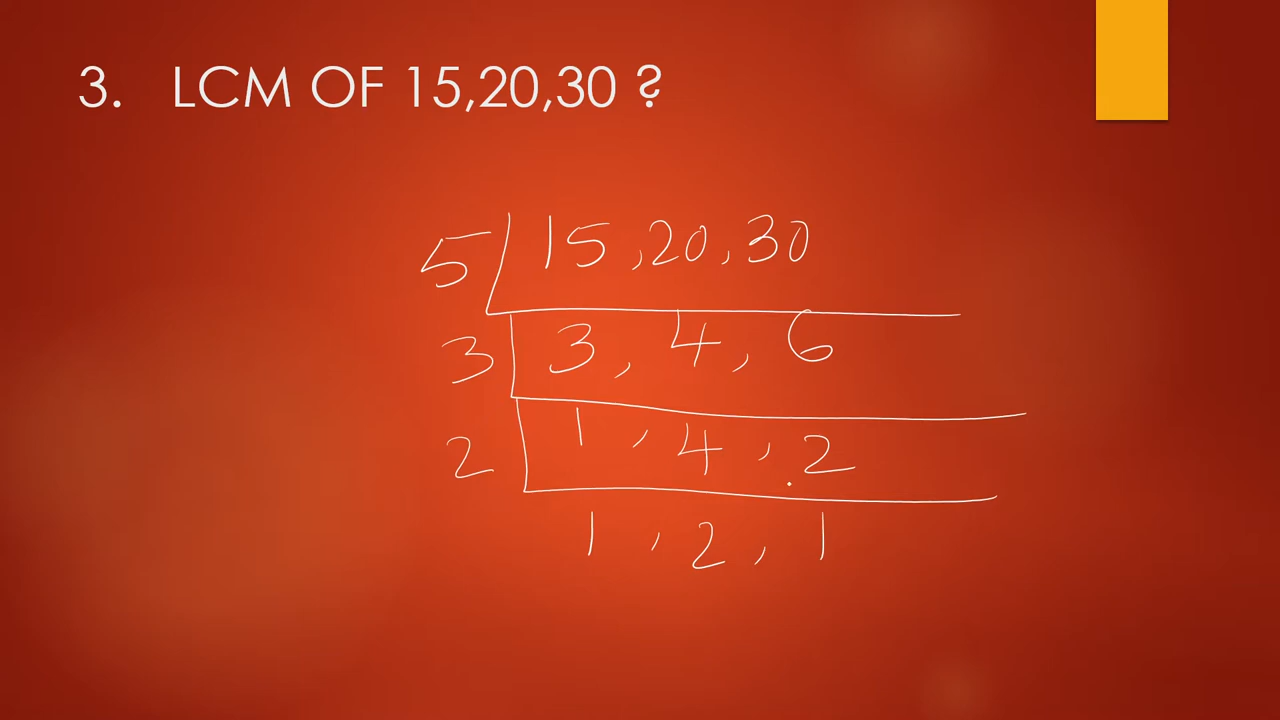 3. LCM OF 15,20,30 ?
5 15,20,30
3 3, 4, 6
2 1, 4, 2
1, 2, 1